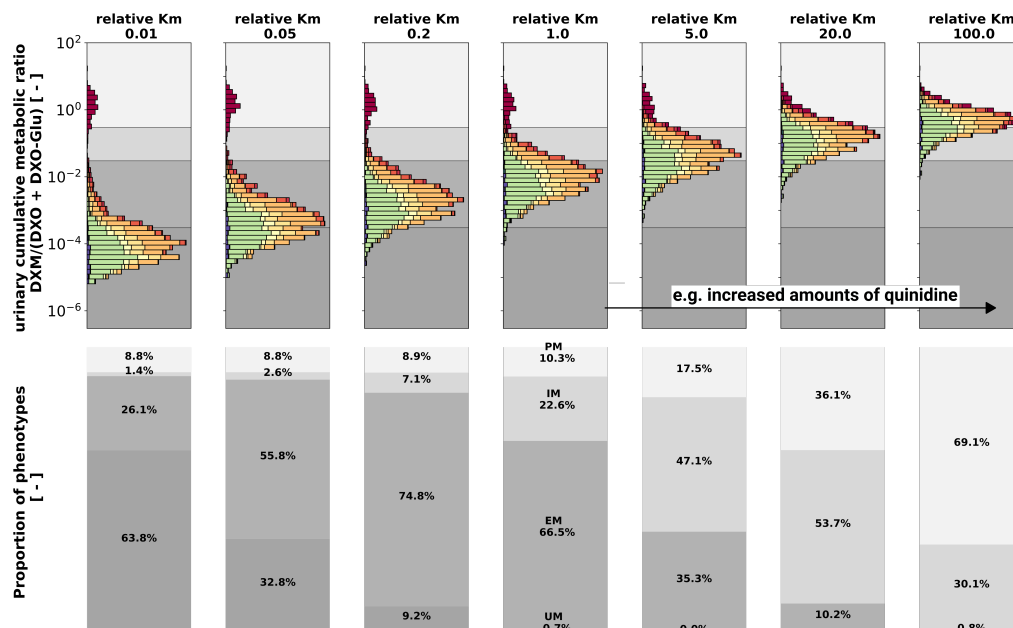 relative Km
0.01
relative Km
0.05
relative Km
0.2
relative Km
1.0
relative Km
5.0
relative Km
20.0
relative Km
100.0
urinary cumulative metabolic ratio
DXM/(DXO + DXO-Glu) [ - ]
10²
10⁰
10⁻²
10⁻⁴
10⁻⁶
e.g. increased amounts of quinidine
Proportion of phenotypes
[ - ]
8.8%
1.4%
26.1%
63.8%
8.8%
2.6%
55.8%
32.8%
8.9%
7.1%
74.8%
9.2%
PM
10.3%
IM
22.6%
EM
66.5%
UM
0.7%
17.5%
47.1%
35.3%
0.0%
36.1%
53.7%
10.2%
69.1%
30.1%
0.8%